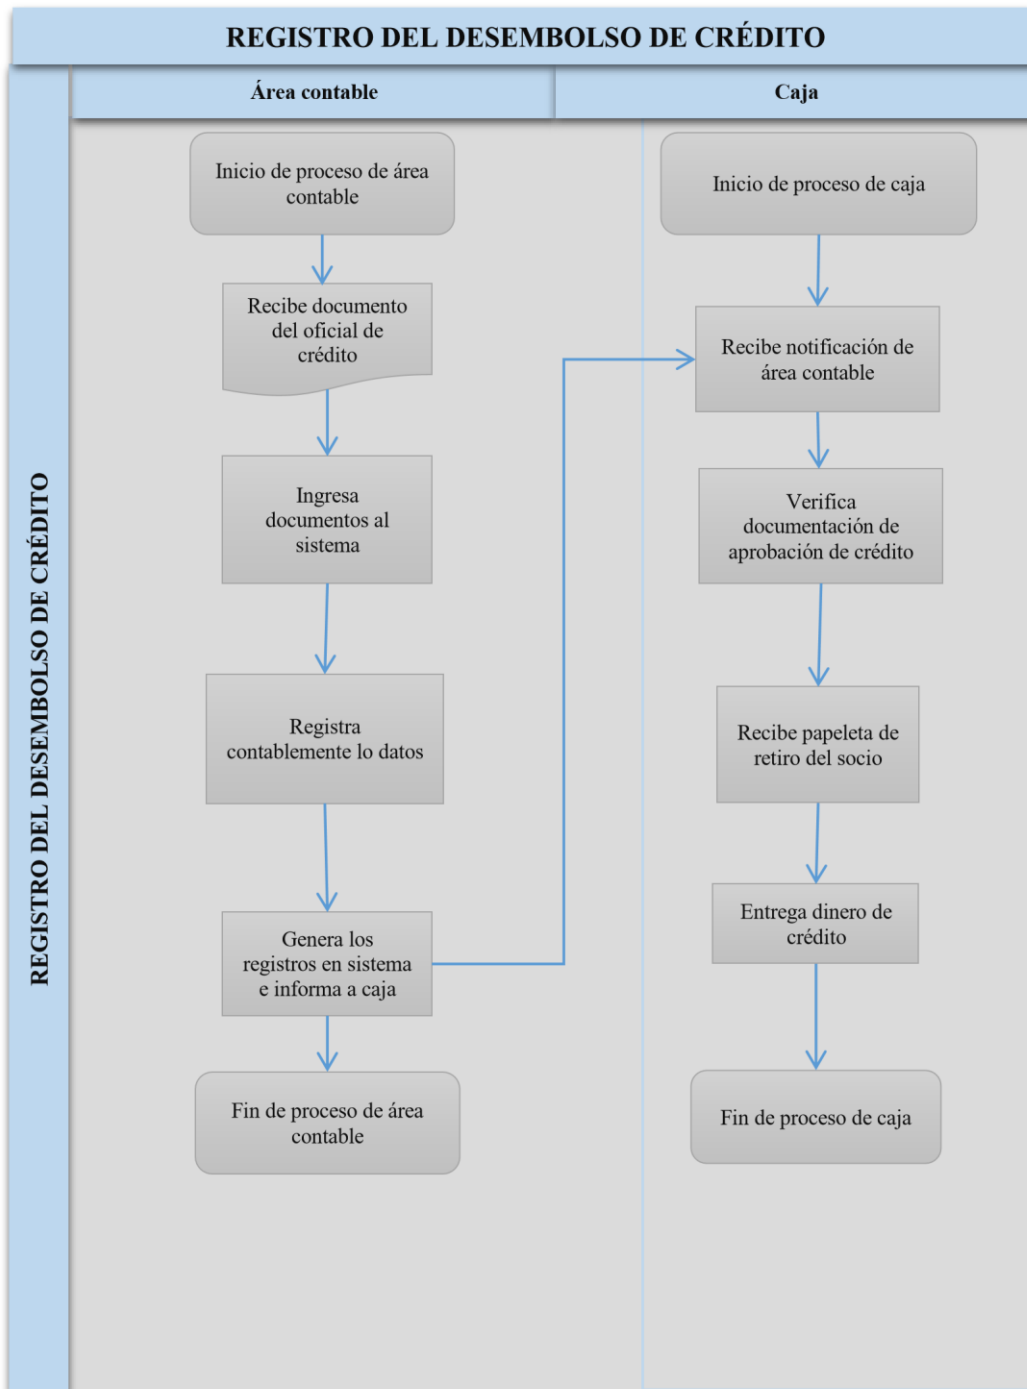 REGISTRO DEL DESEMBOLSO DE CRÉDITO
Área contable
Caja
REGISTRO DEL DESEMBOLSO DE CRÉDITO
Inicio de proceso de área
contable
Recibe documento
del oficial de
crédito
Ingresa
documentos al
sistema
Registra
contablemente lo datos
Genera los
registros en sistema
e informa a caja
Fin de proceso de área
contable
Inicio de proceso de caja
Recibe notificación de
área contable
Verifica
documentación de
aprobación de crédito
Recibe papeleta de
retiro del socio
Entrega dinero de
crédito
Fin de proceso de caja